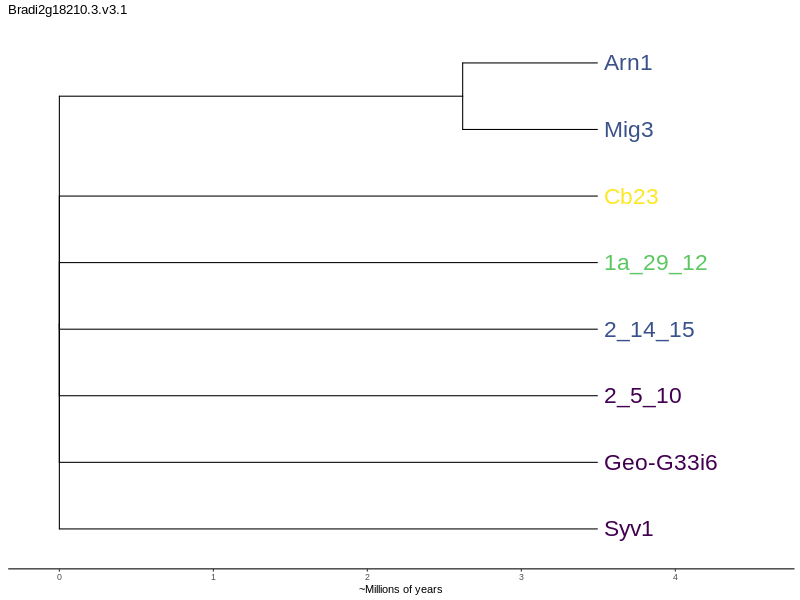 Bradi2g18210.3.v3.1
Arn1
Mig3
Cb23
1a_29_12
2_14_15
2_5_10
Geo-G33i6
Syv1
0 1 2 3 4
~Millions of years